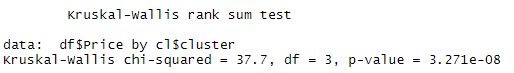 Kruskal-Wallis rank sum test
data:  df$Price by cl$cluster
Kruskal-Wallis chi-squared = 37.7, df = 3, p-value = 3.271e-08